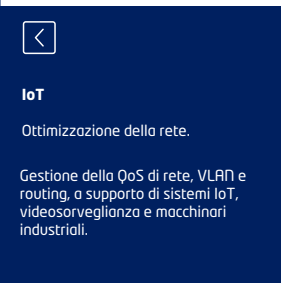 IoT
Ottimizzazione della rete.
Gestione della QoS di rete, VLAN e
routing, a supporto di sistemi IoT,
videosorveglianza e macchinari
industriali.